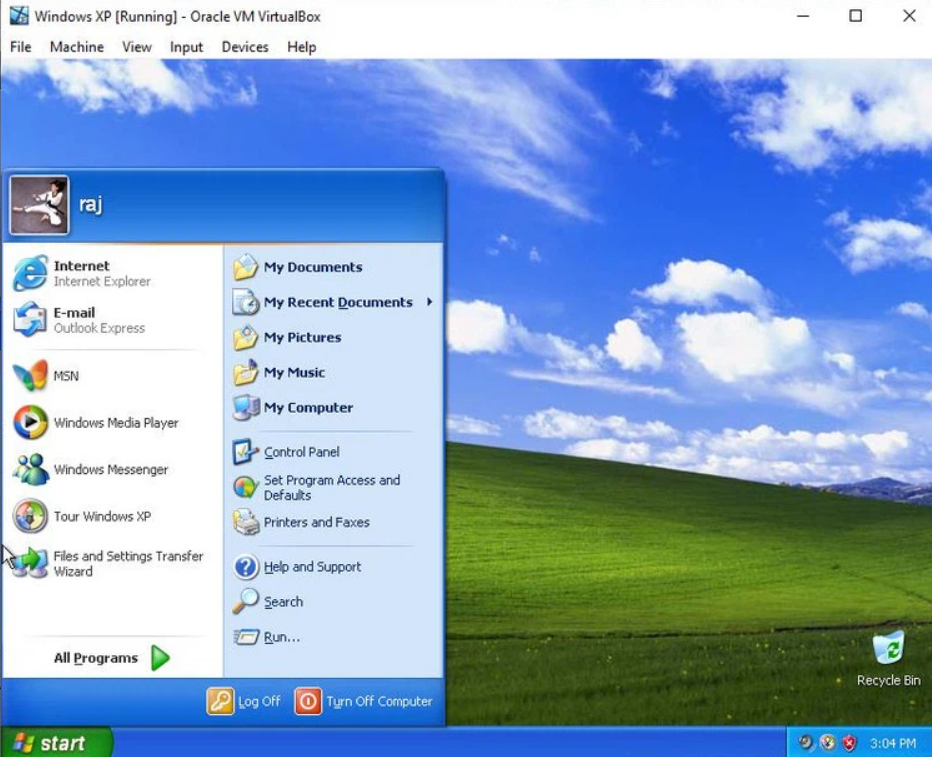 Windows XP [Running] - Oracle VM VirtualBox
File Machine View Input Devices Help
raj
Internet
Internet Explorer
E-mail
Outlook Express
MSN
Windows Media Player
Windows Messenger
Tour Windows XP
Files and Settings Transfer
Wizard
All Programs
My Documents
My Recent Documents
My Pictures
My Music
My Computer
Control Panel
Set Program Access and
Defaults
Printers and Faxes
Help and Support
Search
Run...
Log Off
Turn Off Computer
Recycle Bin
start
3:04 PM